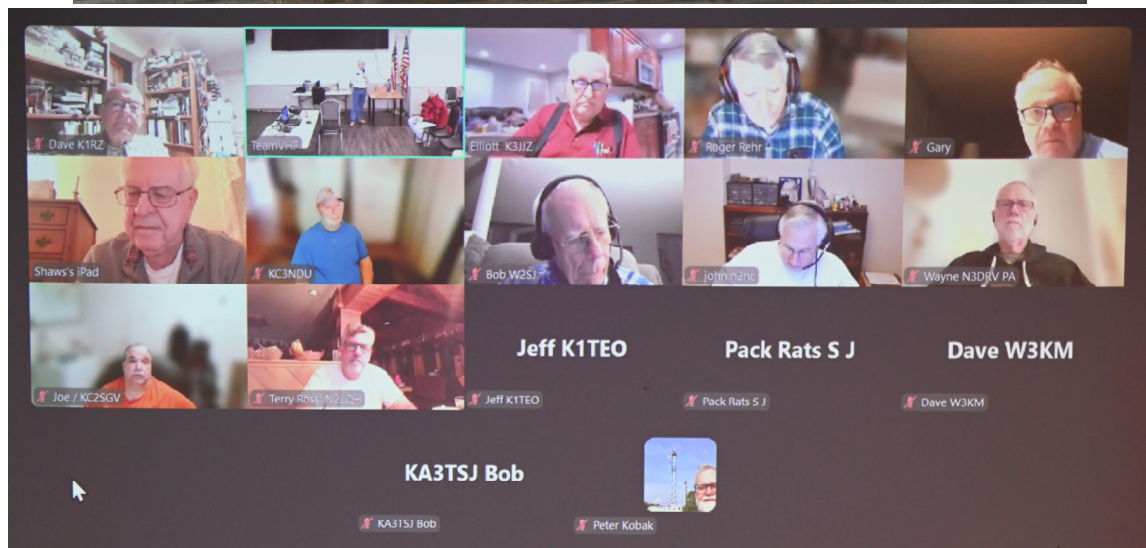 Dave K1RZ
TeamVHF
Elliott K3JJZ
Roger Rehr
Gary
Shaws's iPad
KC3NDU
Bob W2SJ
john n2nc
Wayne N3DRV PA
Joe / KC2SGV
Terry Ross
Jeff K1TEO
Pack Rats S J
Dave W3KM
Jeff K1TEO
Pack Rats S J
Dave W3KM
KA3TSJ Bob
KA3TSJ Bob
Peter Kobak